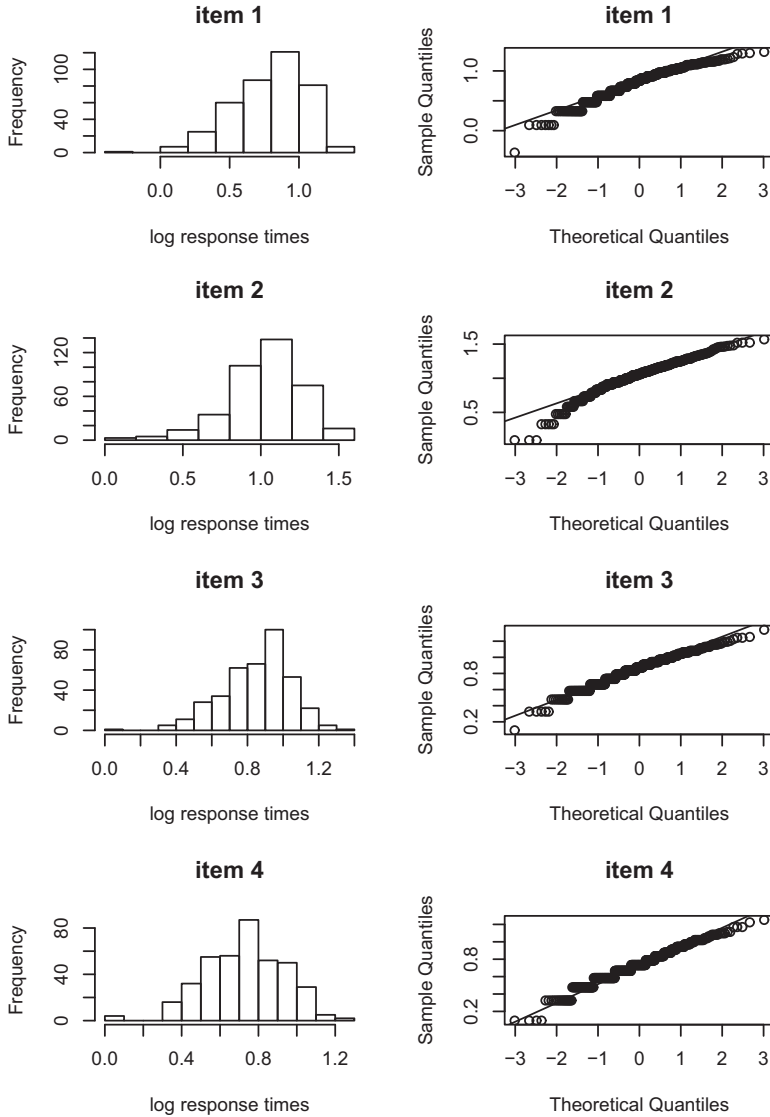 item 1
item 1
Frequency
0 40 100
0.0 0.5 1.0
log response times
Sample Quantiles
0.0 1.0
−3 −2 −1 0 1 2 3
Theoretical Quantiles
item 2
item 2
Frequency
0 60 120
0.0 0.5 1.0 1.5
log response times
Sample Quantiles
0.5 1.5
−3 −2 −1 0 1 2 3
Theoretical Quantiles
item 3
item 3
Frequency
0 40 80
0.0 0.4 0.8 1.2
log response times
Sample Quantiles
0.2 0.8
−3 −2 −1 0 1 2 3
Theoretical Quantiles
item 4
item 4
Frequency
0 40 80
0.0 0.4 0.8 1.2
log response times
Sample Quantiles
0.2 0.8
−3 −2 −1 0 1 2 3
Theoretical Quantiles